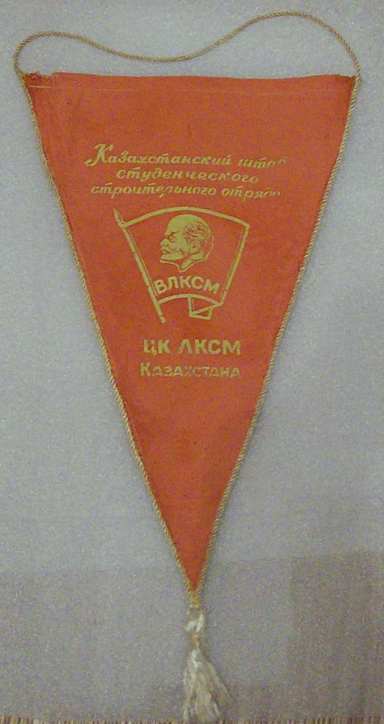 Казахстанский штаб
студенческого
строительного отряда
ВЛКСМ
ЦК ЛКСМ
Казахстана